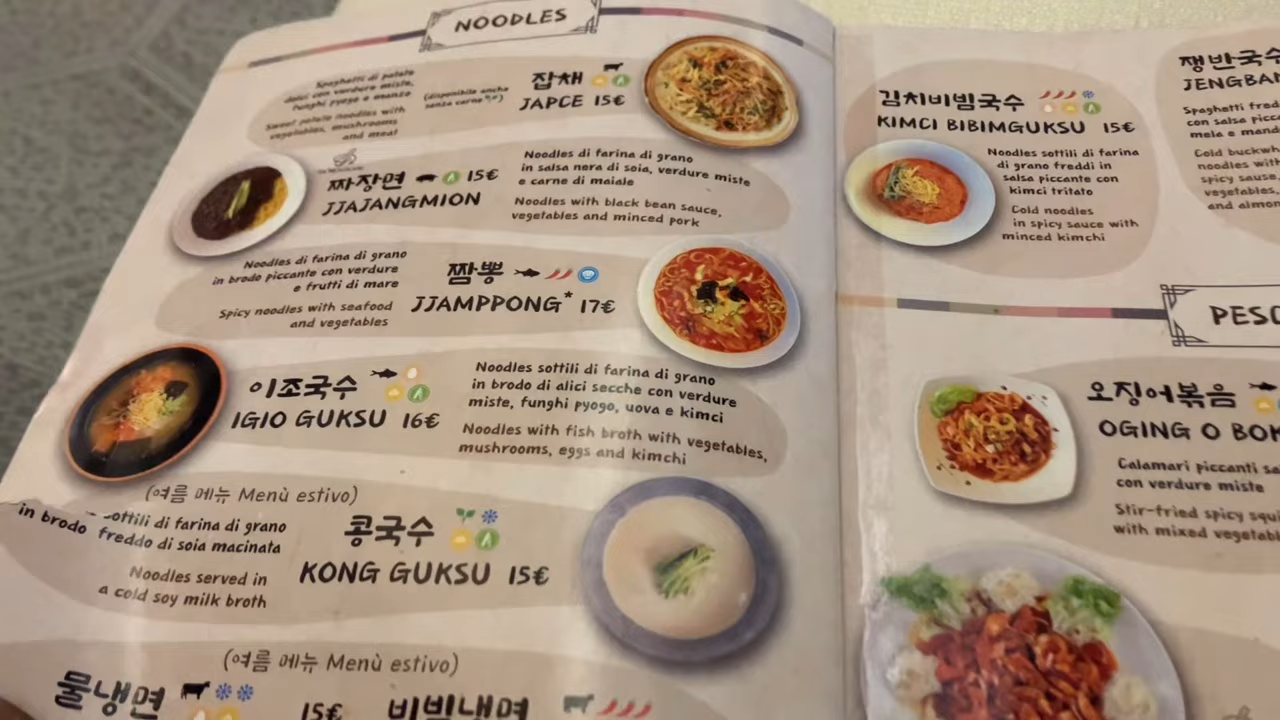 NOODLES
Spaghetti di patate
dolci con verdure miste,
funghi pyogo e manzo
(disponibile anche
senza carne
Sweet potato noodles with
vegetables, mushrooms
and meat
잡채
JAPCE 15€
짜장면 15€
JJAJANGMION
Noodles di farina di grano
in salsa nera di soia, verdure miste
e carne di maiale
Noodles with black bean sauce,
vegetables and minced pork
Noodles di farina di grano
in brodo piccante con verdure
e frutti di mare
Spicy noodles with seafood
and vegetables
짬뽕
JJAMPPONG* 17€
이조국수
IGIO GUKSU 16€
Noodles sottili di farina di grano
in brodo di alici secche con verdure
miste, funghi pyogo, uova e kimci
Noodles with fish broth with vegetables,
mushrooms, eggs and kimchi
(여름 메뉴 Menù estivo)
sottili di farina di grano
in brodo freddo di soia macinata
Noodles served in
a cold soy milk broth
콩국수
KONG GUKSU 15€
(여름 메뉴 Menù estivo)
물냉면
15€
비빔냉면
김치비빔국수
KIMCI BIBIMGUKSU 15€
Noodles sottili di farina
di grano freddi in
salsa piccante con
kimci tritato
Cold noodles
in spicy sauce with
minced kimchi
쟁반국수
JENGBAN
Spaghetti fred
con salsa picca
mela e mand
Cold buckwh
noodles with
spicy sauce,
vegetables
and almon
PESC
오징어볶음
OGING O BOK
Calamari piccanti sa
con verdure miste
Stir-fried spicy squi
with mixed vegetabl